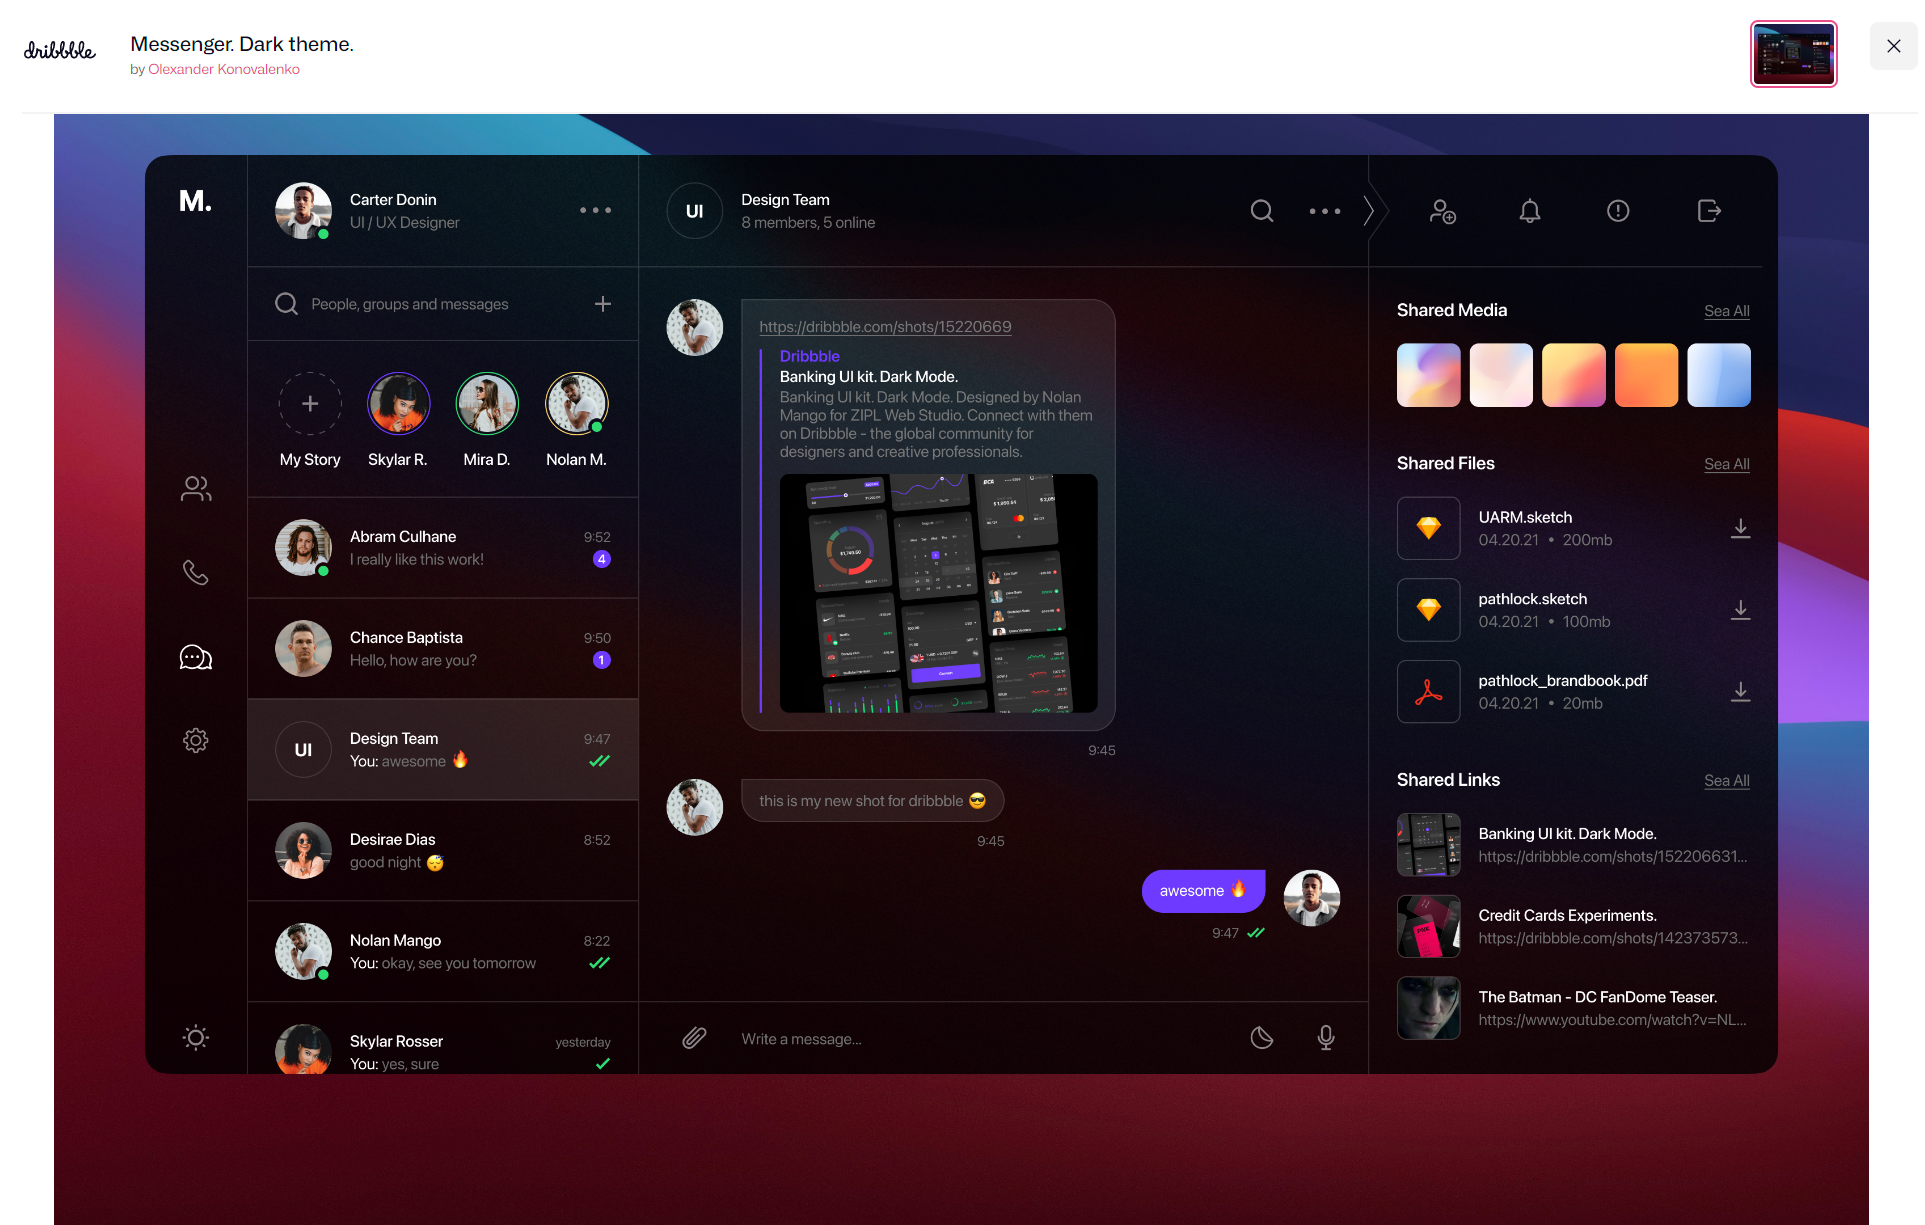 dribbble
Messenger. Dark theme.
by Olexander Konovalenko
M.
Carter Donin
UI / UX Designer
People, groups and messages
My Story
Skylar R.
Mira D.
Nolan M.
Abram Culhane
9:52
I really like this work!
4
Chance Baptista
9:50
Hello, how are you?
1
UI
Design Team
9:47
You: awesome 🔥
Desirae Dias
8:52
good night 😴
Nolan Mango
8:22
You: okay, see you tomorrow
Skylar Rosser
yesterday
You: yes, sure
UI
Design Team
8 members, 5 online
https://dribbble.com/shots/15220669
Dribbble
Banking UI kit. Dark Mode.
Banking UI kit. Dark Mode. Designed by Nolan
Mango for ZIPL Web Studio. Connect with them
on Dribbble - the global community for
designers and creative professionals.
9:45
this is my new shot for dribbble 😎
9:45
awesome 🔥
9:47
Write a message...
Shared Media
Sea All
Shared Files
Sea All
UARM.sketch
04.20.21 • 200mb
pathlock.sketch
04.20.21 • 100mb
pathlock_brandbook.pdf
04.20.21 • 20mb
Shared Links
Sea All
Banking UI kit. Dark Mode.
https://dribbble.com/shots/152206631...
Credit Cards Experiments.
https://dribbble.com/shots/142373573...
The Batman - DC FanDome Teaser.
https://www.youtube.com/watch?v=NL...